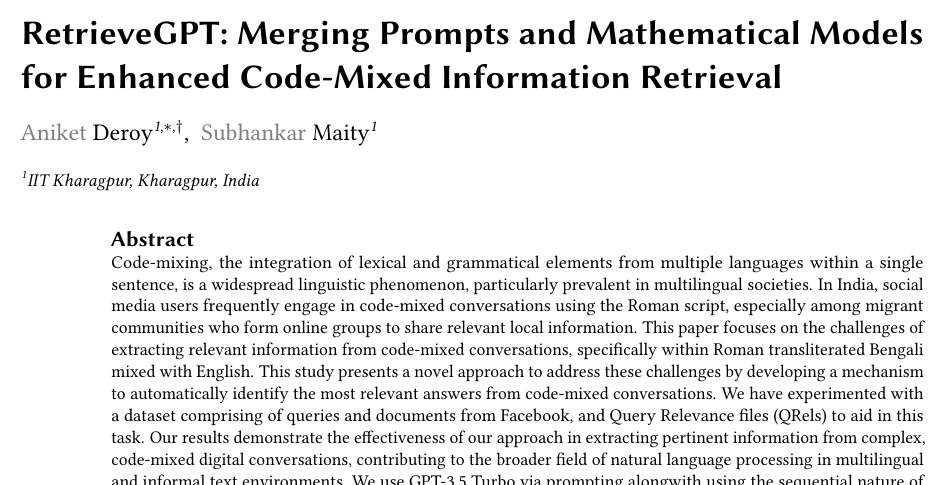 RetrieveGPT: Merging Prompts and Mathematical Models
for Enhanced Code-Mixed Information Retrieval
Aniket Deroy1,∗,†, Subhankar Maity1
1IIT Kharagpur, Kharagpur, India
Abstract
Code-mixing, the integration of lexical and grammatical elements from multiple languages within a single
sentence, is a widespread linguistic phenomenon, particularly prevalent in multilingual societies. In India, social
media users frequently engage in code-mixed conversations using the Roman script, especially among migrant
communities who form online groups to share relevant local information. This paper focuses on the challenges of
extracting relevant information from code-mixed conversations, specifically within Roman transliterated Bengali
mixed with English. This study presents a novel approach to address these challenges by developing a mechanism
to automatically identify the most relevant answers from code-mixed conversations. We have experimented with
a dataset comprising of queries and documents from Facebook, and Query Relevance files (QRels) to aid in this
task. Our results demonstrate the effectiveness of our approach in extracting pertinent information from complex,
code-mixed digital conversations, contributing to the broader field of natural language processing in multilingual
and informal text environments. We use GPT-3.5 Turbo via prompting alongwith using the sequential nature of